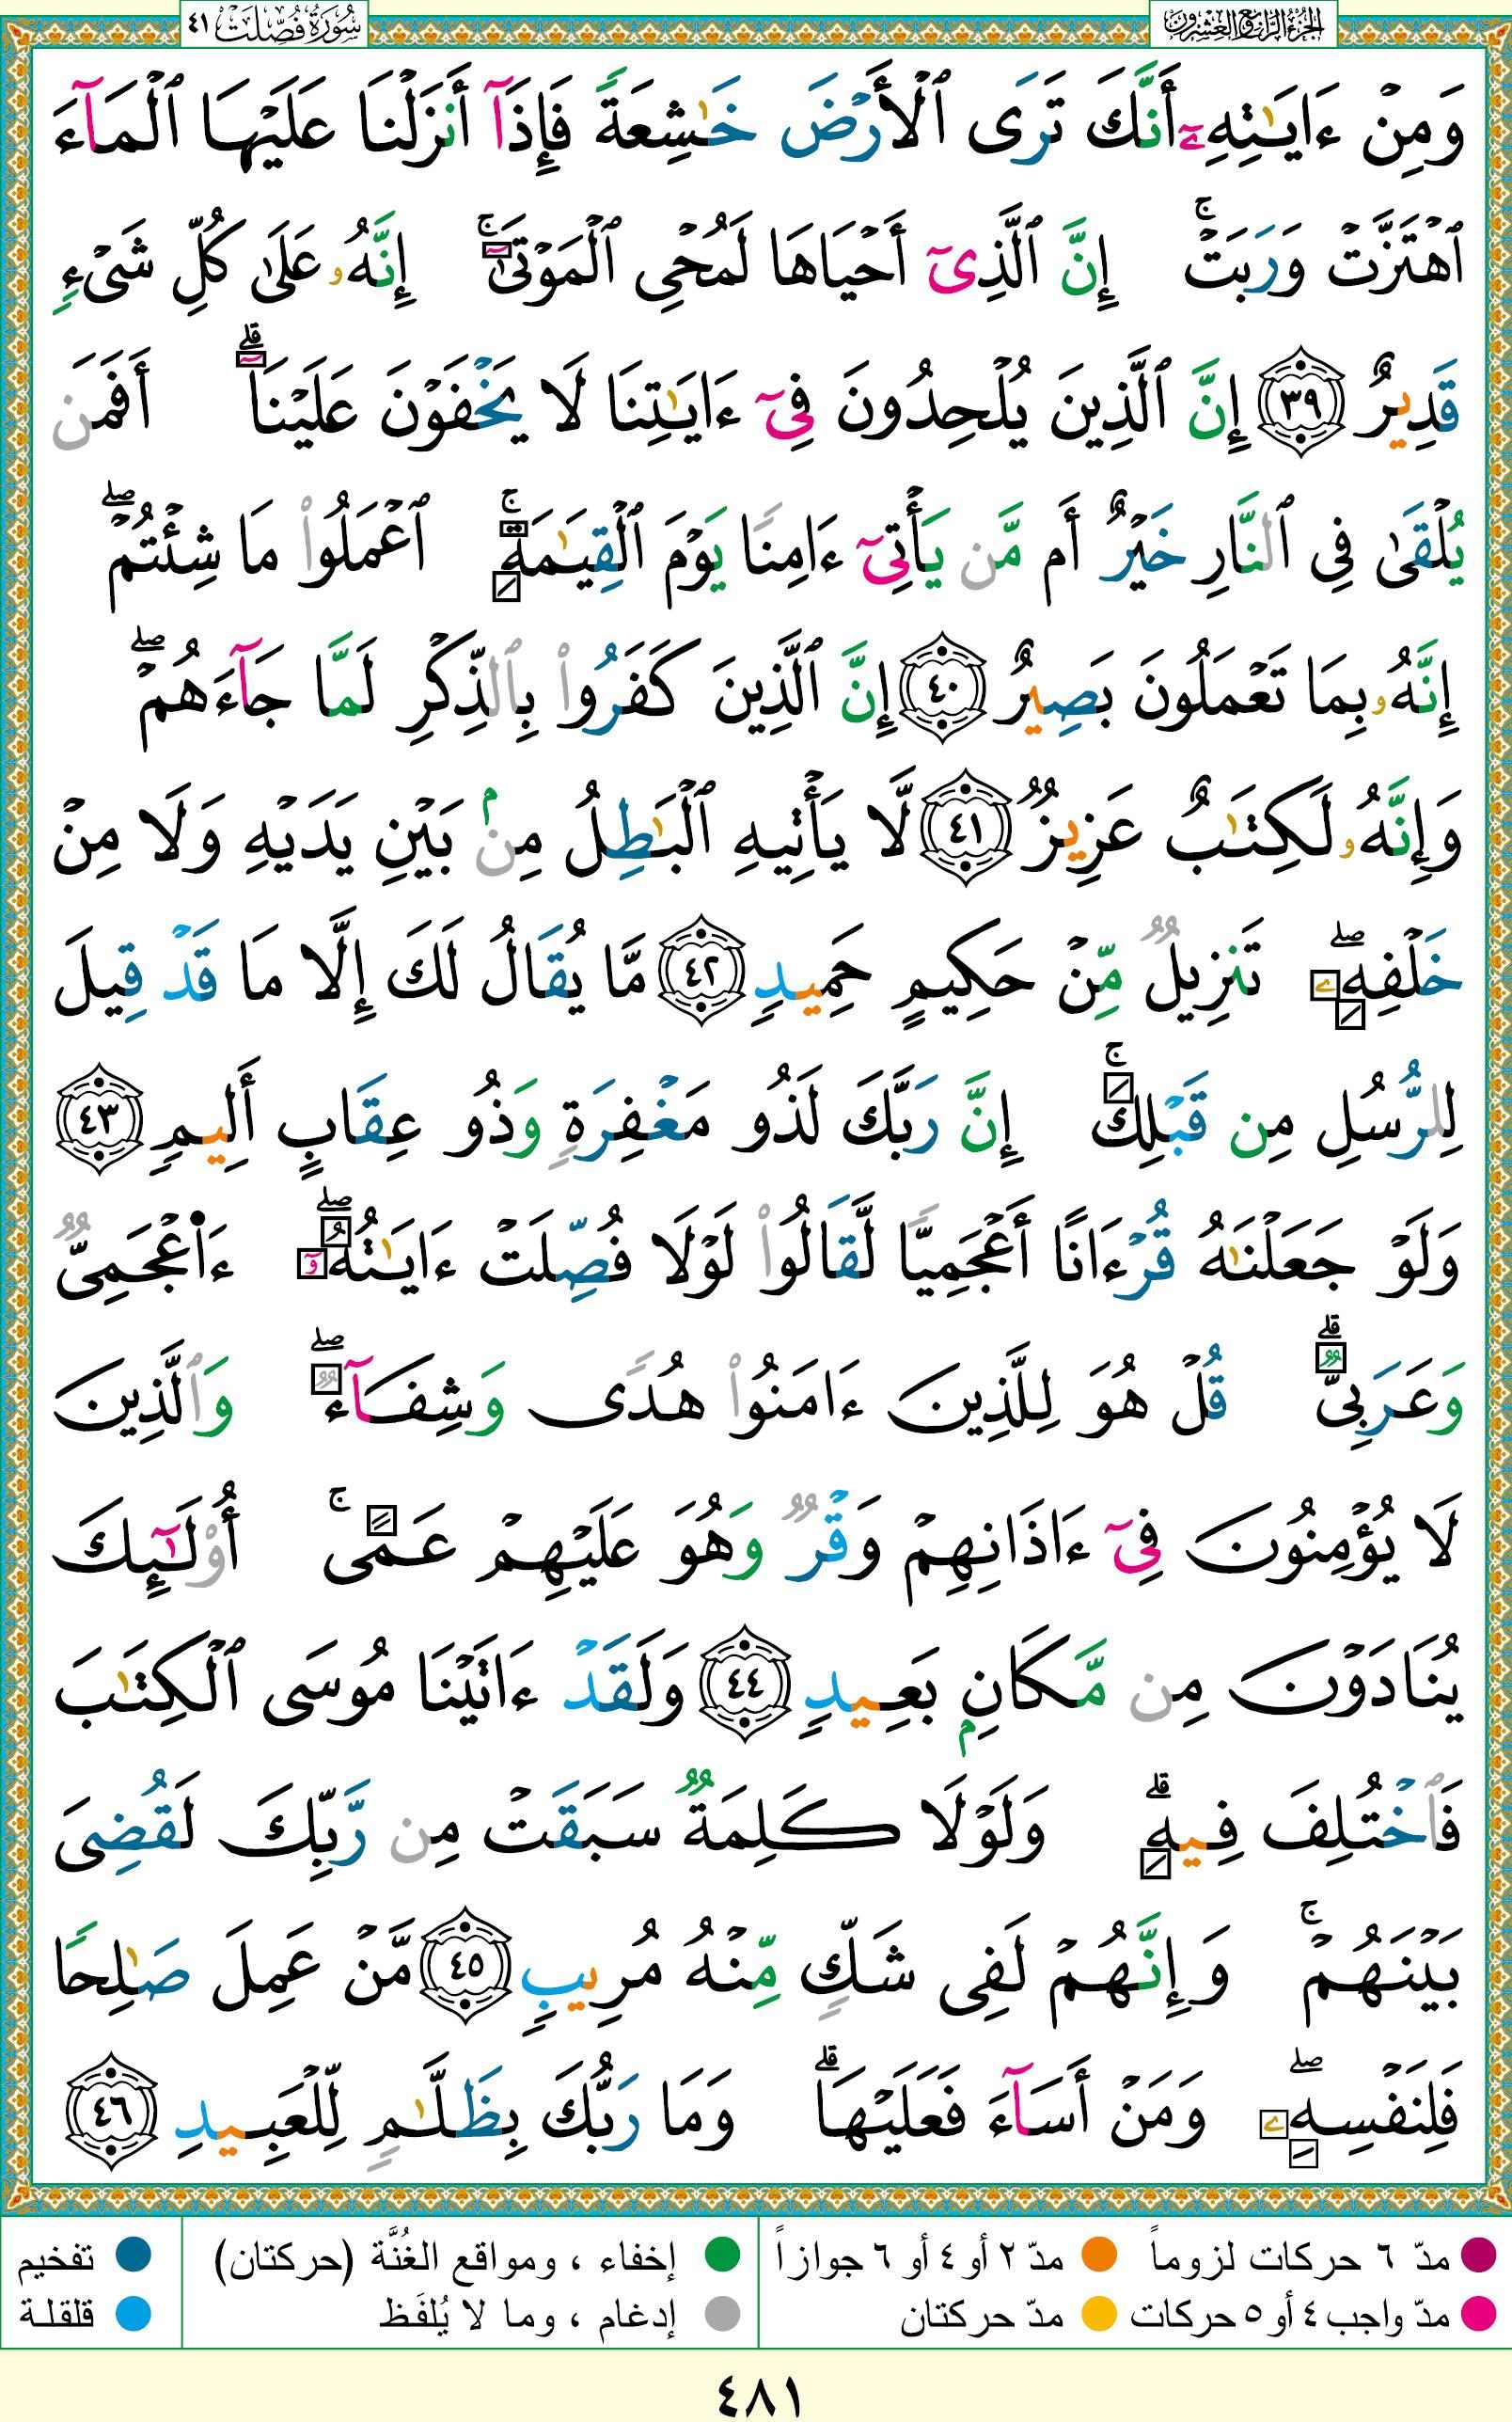 الجزء الرابع والعشرون
سورة فصلت ٤١
وَمِنْ ءَايَـٰتِهِۦٓ أَنَّكَ تَرَى ٱلْأَرْضَ خَـٰشِعَةً فَإِذَآ أَنزَلْنَا عَلَيْهَا ٱلْمَآءَ
ٱهْتَزَّتْ وَرَبَتْ ۚ إِنَّ ٱلَّذِىٓ أَحْيَاهَا لَمُحْىِ ٱلْمَوْتَىٰٓ ۚ إِنَّهُۥ عَلَىٰ كُلِّ شَىْءٍ
قَدِيرٌ ٣٩ إِنَّ ٱلَّذِينَ يُلْحِدُونَ فِىٓ ءَايَـٰتِنَا لَا يَخْفَوْنَ عَلَيْنَآ ۗ أَفَمَن
يُلْقَىٰ فِى ٱلنَّارِ خَيْرٌ أَم مَّن يَأْتِىٓ ءَامِنًا يَوْمَ ٱلْقِيَـٰمَةِ ۚ ٱعْمَلُوا۟ مَا شِئْتُمْ ۖ
إِنَّهُۥ بِمَا تَعْمَلُونَ بَصِيرٌ ٤٠ إِنَّ ٱلَّذِينَ كَفَرُوا۟ بِٱلذِّكْرِ لَمَّا جَآءَهُمْ ۖ
وَإِنَّهُۥ لَكِتَـٰبٌ عَزِيزٌ ٤١ لَّا يَأْتِيهِ ٱلْبَـٰطِلُ مِنۢ بَيْنِ يَدَيْهِ وَلَا مِنْ
خَلْفِهِۦ ۖ تَنزِيلٌ مِّنْ حَكِيمٍ حَمِيدٍ ٤٢ مَّا يُقَالُ لَكَ إِلَّا مَا قَدْ قِيلَ
لِلرُّسُلِ مِن قَبْلِكَ ۚ إِنَّ رَبَّكَ لَذُو مَغْفِرَةٍ وَذُو عِقَابٍ أَلِيمٍ ٤٣
وَلَوْ جَعَلْنَـٰهُ قُرْءَانًا أَعْجَمِيًّا لَّقَالُوا۟ لَوْلَا فُصِّلَتْ ءَايَـٰتُهُۥٓ ۖ ءَا۬عْجَمِىٌّ
وَعَرَبِىٌّ ۗ قُلْ هُوَ لِلَّذِينَ ءَامَنُوا۟ هُدًى وَشِفَآءٌ ۖ وَٱلَّذِينَ
لَا يُؤْمِنُونَ فِىٓ ءَاذَانِهِمْ وَقْرٌ وَهُوَ عَلَيْهِمْ عَمًى ۚ أُو۟لَـٰٓئِكَ
يُنَادَوْنَ مِن مَّكَانٍۭ بَعِيدٍ ٤٤ وَلَقَدْ ءَاتَيْنَا مُوسَى ٱلْكِتَـٰبَ
فَٱخْتُلِفَ فِيهِ ۗ وَلَوْلَا كَلِمَةٌ سَبَقَتْ مِن رَّبِّكَ لَقُضِىَ
بَيْنَهُمْ ۚ وَإِنَّهُمْ لَفِى شَكٍّ مِّنْهُ مُرِيبٍ ٤٥ مَّنْ عَمِلَ صَـٰلِحًا
فَلِنَفْسِهِۦ ۖ وَمَنْ أَسَآءَ فَعَلَيْهَا ۗ وَمَا رَبُّكَ بِظَلَّـٰمٍ لِّلْعَبِيدِ ٤٦
مدّ ٦ حركات لزوماً مدّ ٢ أو ٤ أو ٦ جوازاً إخفاء ، ومواقع الغُنَّة (حركتان) تفخيم
مدّ واجب ٤ أو ٥ حركات مدّ حركتان إدغام ، وما لا يُلفَظ قلقلة
٤٨١